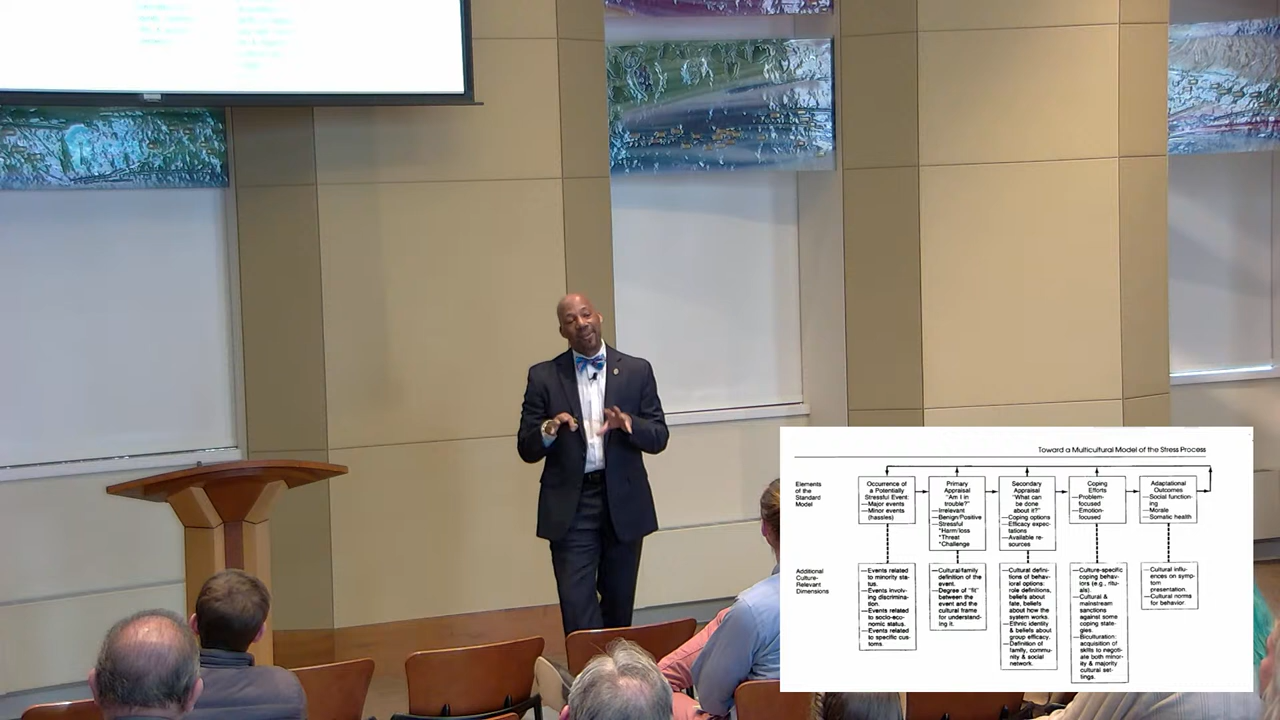 Toward a Multicultural Model of the Stress Process
Elements
of the
Standard
Model
Occurrence of
a Potentially
Stressful Event:
—Major events
—Minor events
(hassles)
Primary
Appraisal
"Am I in
trouble?"
—Irrelevant
—Benign/Positive
—Stressful
*Harm/loss
*Threat
*Challenge
Secondary
Appraisal
"What can
be done
about it?"
—Coping options
—Efficacy expec-
tations
—Available re-
sources
Coping
Efforts
—Problem-
focused
—Emotion-
focused
Adaptational
Outcomes
—Social function-
ing
—Morale
—Somatic health
Additional
Culture-
Relevant
Dimensions
—Events related
to minority sta-
tus.
—Events involv-
ing discrimina-
tion.
—Events related
to socio-eco-
nomic status.
—Events related
to specific cus-
toms.
—Cultural/family
definition of the
event.
—Degree of "fit"
between the
event and the
cultural frame
for understand-
ing it.
—Cultural defini-
tions of behav-
ioral options:
role definitions,
beliefs about
fate, beliefs
about how the
system works.
—Ethnic identity
& beliefs about
group efficacy.
—Definition of
family, commu-
nity & social
network.
—Culture-specific
coping behav-
iors (e.g., ritu-
als).
—Cultural &
mainstream
sanctions
against some
coping strate-
gies.
—Biculturation:
acquisition of
skills to negoti-
ate both minor-
ity & majority
cultural set-
tings.
—Cultural influ-
ences on symp-
tom
presentation.
—Cultural norms
for behavior.